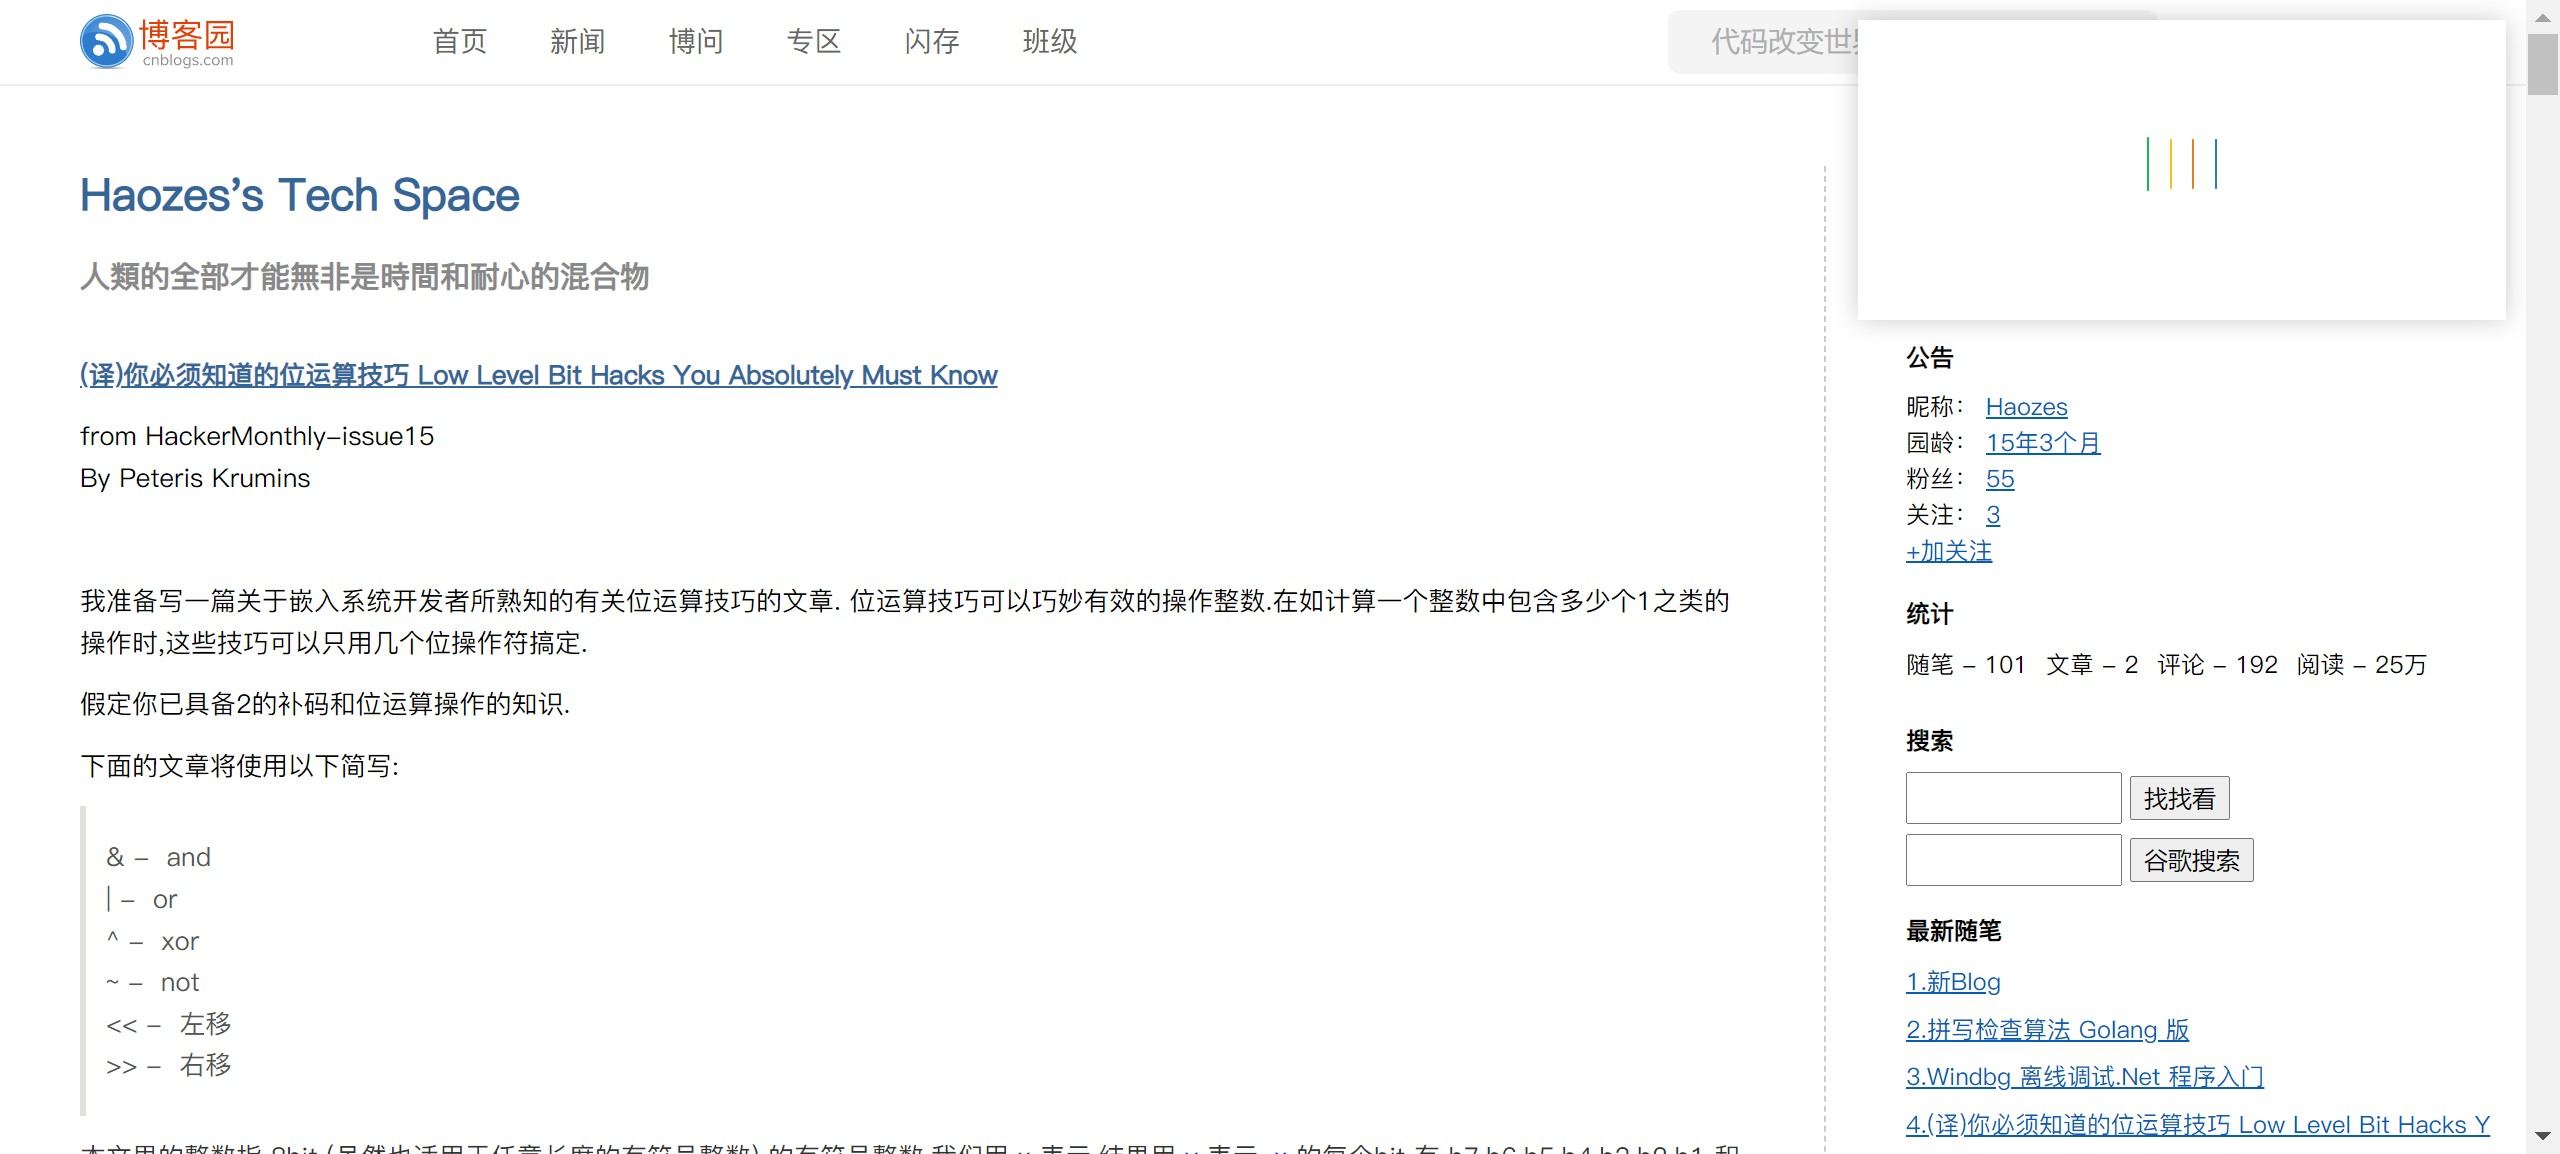 博客园
cnblogs.com
首页 新闻 博问 专区 闪存 班级
代码改变世
Haozes's Tech Space
人類的全部才能無非是時間和耐心的混合物
(译)你必须知道的位运算技巧 Low Level Bit Hacks You Absolutely Must Know
from HackerMonthly-issue15
By Peteris Krumins
我准备写一篇关于嵌入系统开发者所熟知的有关位运算技巧的文章. 位运算技巧可以巧妙有效的操作整数.在如计算一个整数中包含多少个1之类的
操作时,这些技巧可以只用几个位操作符搞定.
假定你已具备2的补码和位运算操作的知识.
下面的文章将使用以下简写:
& - and
| - or
^ - xor
~ - not
<< - 左移
>> - 右移
公告
昵称: Haozes
园龄: 15年3个月
粉丝: 55
关注: 3
+加关注
统计
随笔 - 101 文章 - 2 评论 - 192 阅读 - 25万
搜索
找找看
谷歌搜索
最新随笔
1.新Blog
2.拼写检查算法 Golang 版
3.Windbg 离线调试.Net 程序入门
4.(译)你必须知道的位运算技巧 Low Level Bit Hacks Y